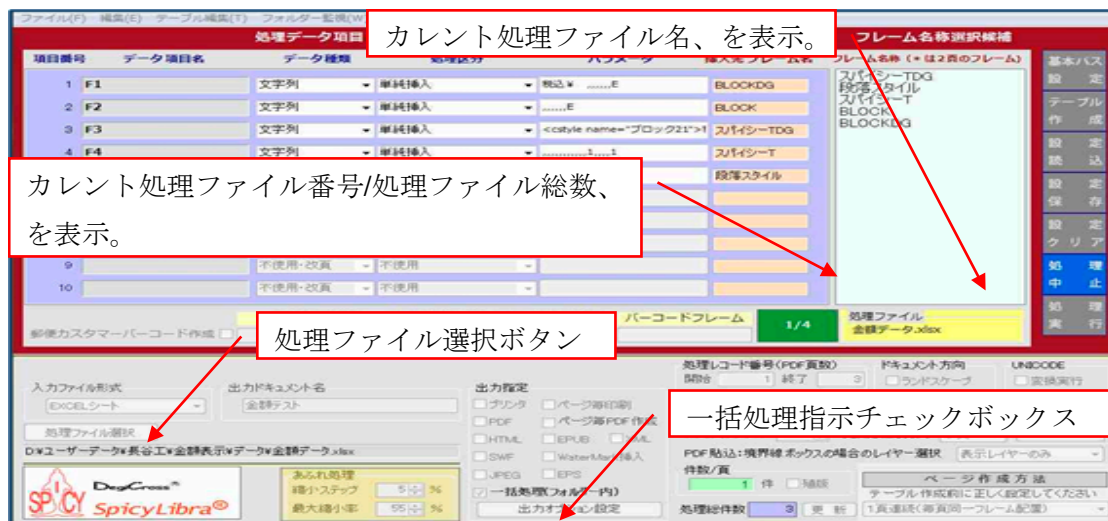 ファイル(F) 編集(E) テーブル編集(T) フォルダー監視(W
処理データ項目
カレント処理ファイル名、を表示。
フレーム名称選択候補
項目番号 データ項目名 データ種類 処理区分 パラメータ 挿入先フレーム名 フレーム名称 (* は2頁のフレーム)
1 F1 文字列 単純挿入 税込¥ ,,,,,,E BLOCKDG
2 F2 文字列 単純挿入 ,,,,,,E BLOCK
3 F3 文字列 単純挿入 <cstyle name="ブロック21">1 スパイシーTDG
4 F4 文字列 単純挿入 スパイシーT
段落スタイル
9 不使用・改頁 不使用
10 不使用・改頁 不使用
スパイシーTDG
段落スタイル
スパイシーT
BLOCK
BLOCKDG
基本パス
設定
テーブル
作成
設定
読込
設定
保存
設定
クリア
処理
中止
処理
実行
カレント処理ファイル番号/処理ファイル総数、
を表示。
郵便カスタマーバーコード作成
バーコードフレーム
1/4
処理ファイル
金額データ.xlsx
処理ファイル選択ボタン
入力ファイル形式
EXCELシート
処理ファイル選択
出力ドキュメント名
金額テスト
D:¥ユーザーデータ¥長谷工¥金額表示¥データ¥金額データ.xlsx
出力指定
プリンタ ページ毎印刷
PDF ページ毎PDF作成
HTML EPUB XML
SWF WaterMark挿入
JPEG EPS
一括処理(フォルダー内)
出力オプション設定
処理レコード番号(PDF頁数)
開始 1 終了 3
ドキュメント方向
ランドスケープ
UNICODE
変換実行
一括処理指示チェックボックス
PDF貼込:境界線ボックスの場合のレイヤー選択 表示レイヤーのみ
件数/頁
1 件 補版
処理総件数 3 更新
ページ作成方法
テーブル作成前に正しく設定してください
1頁連続(毎頁同一フレーム配置)
SPICY
DegCross®
SpicyLibra®
あふれ処理
縮小ステップ 5 %
最大縮小率 55 %